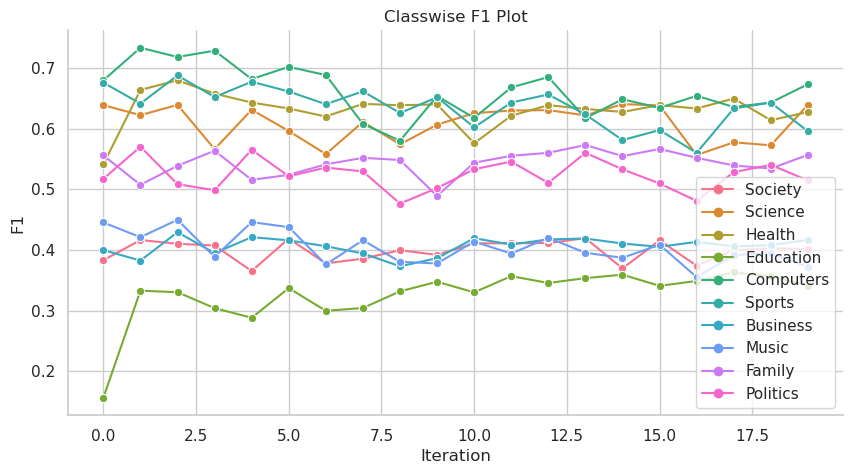 Classwise F1 Plot
F1
0.7
0.6
0.5
0.4
0.3
0.2
0.0 2.5 5.0 7.5 10.0 12.5 15.0 17.5
Iteration
Society
Science
Health
Education
Computers
Sports
Business
Music
Family
Politics